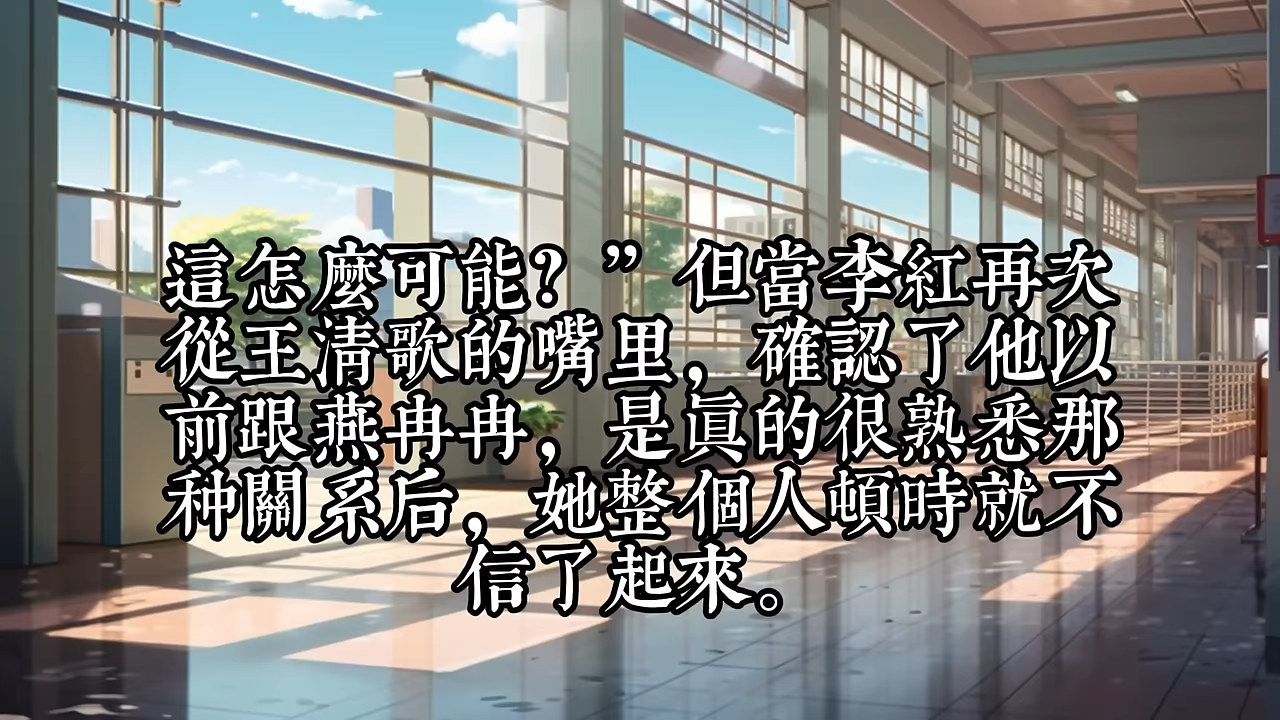 這怎麼可能？”但當李紅再次
從王清歌的嘴里，確認了他以
前跟燕冉冉，是眞的很熟悉那
种關系后，她整個人頓時就不
信了起來。